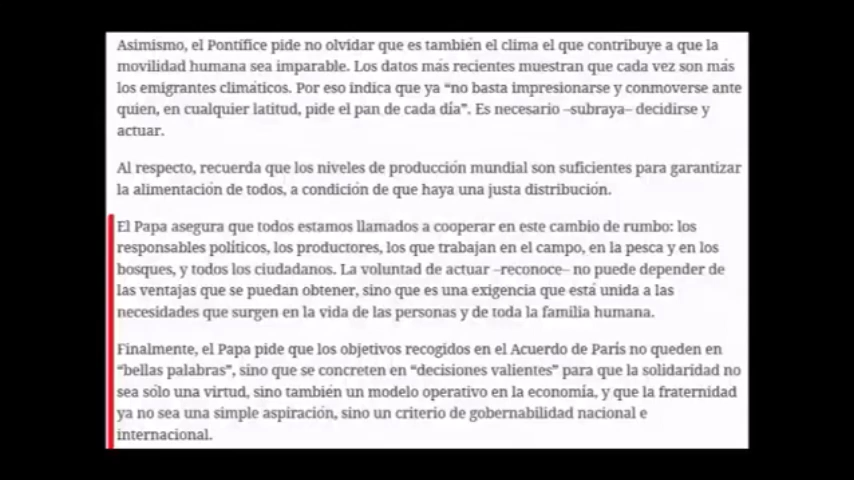 Asimismo, el Pontífice pide no olvidar que es también el clima el que contribuye a que la
movilidad humana sea imparable. Los datos más recientes muestran que cada vez son más
los emigrantes climáticos. Por eso indica que ya “no basta impresionarse y conmoverse ante
quien, en cualquier latitud, pide el pan de cada día”. Es necesario –subraya– decidirse y
actuar.
Al respecto, recuerda que los niveles de producción mundial son suficientes para garantizar
la alimentación de todos, a condición de que haya una justa distribución.
El Papa asegura que todos estamos llamados a cooperar en este cambio de rumbo: los
responsables políticos, los productores, los que trabajan en el campo, en la pesca y en los
bosques, y todos los ciudadanos. La voluntad de actuar –reconoce– no puede depender de
las ventajas que se puedan obtener, sino que es una exigencia que está unida a las
necesidades que surgen en la vida de las personas y de toda la familia humana.
Finalmente, el Papa pide que los objetivos recogidos en el Acuerdo de París no queden en
“bellas palabras”, sino que se concreten en “decisiones valientes” para que la solidaridad no
sea sólo una virtud, sino también un modelo operativo en la economía, y que la fraternidad
ya no sea una simple aspiración, sino un criterio de gobernabilidad nacional e
internacional.